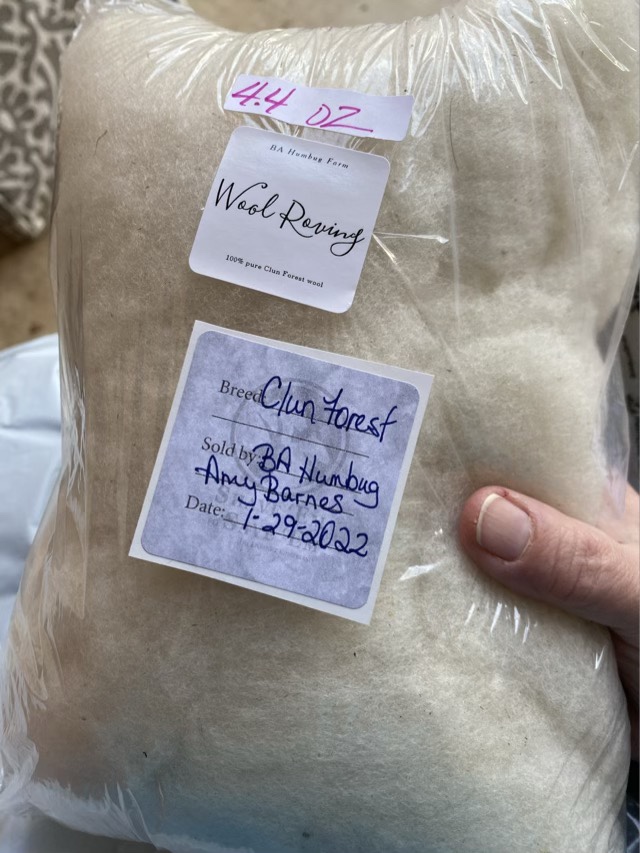 4.4 OZ
BA Humbug Farm
Wool Roving
100% pure Clun Forest wool
Breed Clun Forest
Sold by: BA Humbug
Amy Barnes
Date: 1-29-2022